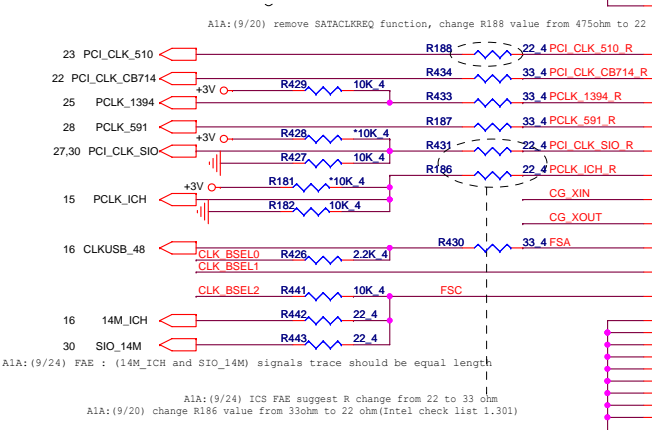 A1A:(9/20) remove SATACLKREQ function, change R188 value from 475ohm to 22
23 PCI_CLK_510 R188 22_4 PCI_CLK_510_R
22 PCI_CLK_CB714 R434 33_4 PCI_CLK_CB714_R
+3V R429 10K_4
25 PCLK_1394 R433 33_4 PCLK_1394_R
28 PCLK_591 R187 33_4 PCLK_591_R
+3V R428 *10K_4
27,30 PCI_CLK_SIO R431 22_4 PCI_CLK_SIO_R
R427 10K_4
R186 22_4 PCLK_ICH_R
+3V R181 *10K_4
15 PCLK_ICH CG_XIN
R182 10K_4
CG_XOUT
16 CLKUSB_48 R430 33_4 FSA
CLK_BSEL0 R426 2.2K_4
CLK_BSEL1
CLK_BSEL2 R441 10K_4 FSC
16 14M_ICH R442 22_4
30 SIO_14M R443 22_4
A1A:(9/24) FAE : (14M_ICH and SIO_14M) signals trace should be equal length
A1A:(9/24) ICS FAE suggest R change from 22 to 33 ohm
A1A:(9/20) change R186 value from 33ohm to 22 ohm(Intel check list 1.301)